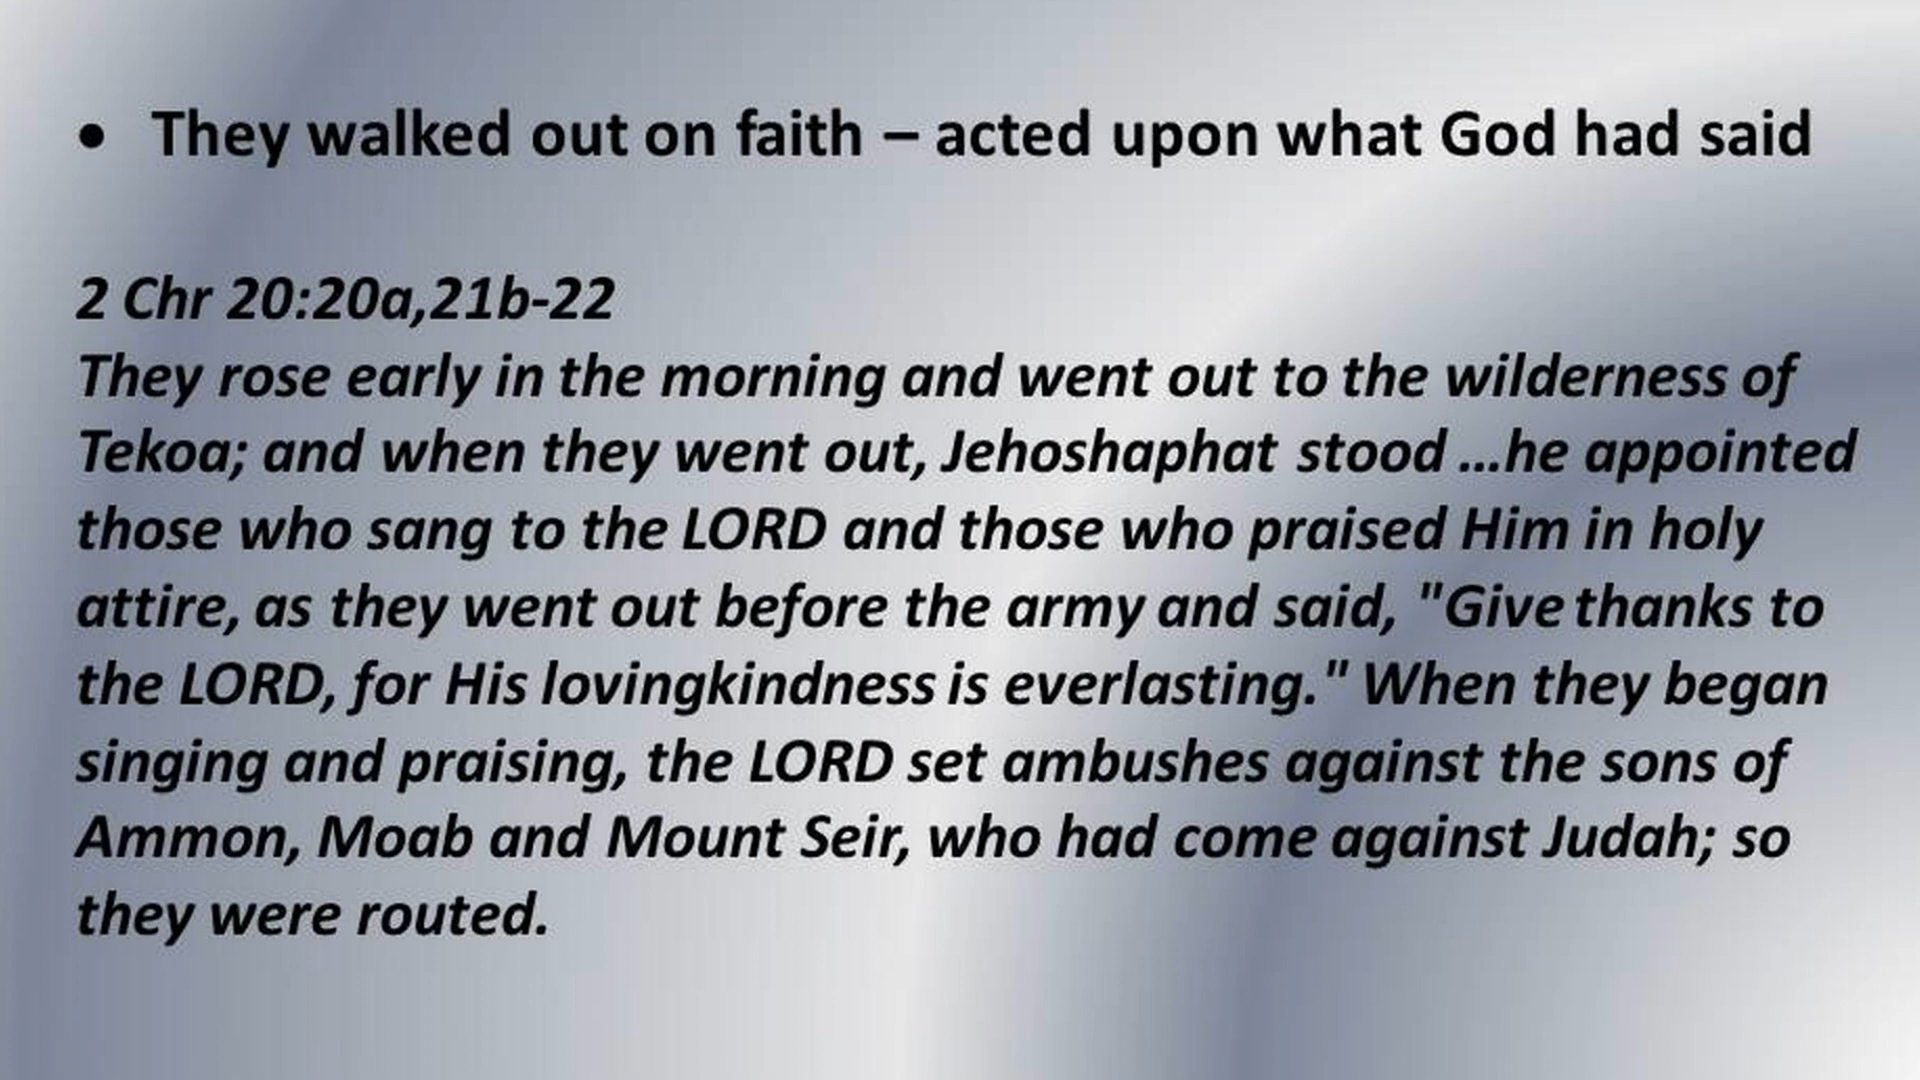 • They walked out on faith – acted upon what God had said
2 Chr 20:20a,21b-22
They rose early in the morning and went out to the wilderness of
Tekoa; and when they went out, Jehoshaphat stood …he appointed
those who sang to the LORD and those who praised Him in holy
attire, as they went out before the army and said, "Give thanks to
the LORD, for His lovingkindness is everlasting." When they began
singing and praising, the LORD set ambushes against the sons of
Ammon, Moab and Mount Seir, who had come against Judah; so
they were routed.